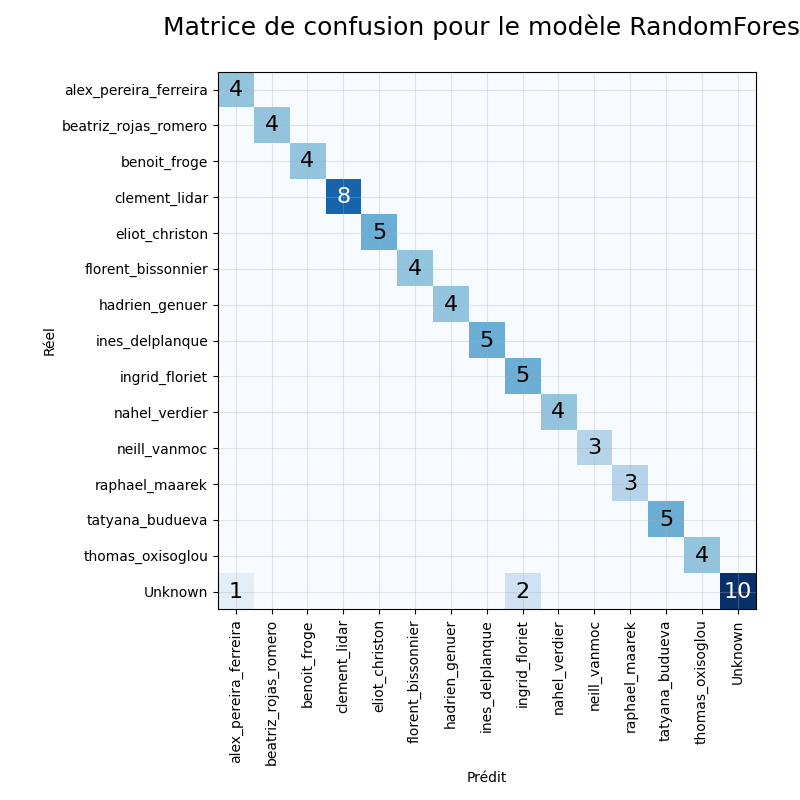 Matrice de confusion pour le modèle RandomFores
alex_pereira_ferreira 4
beatriz_rojas_romero 4
benoit_froge 4
clement_lidar 8
eliot_christon 5
florent_bissonnier 4
hadrien_genuer 4
ines_delplanque 5
ingrid_floriet 5
nahel_verdier 4
neill_vanmoc 3
raphael_maarek 3
tatyana_budueva 5
thomas_oxisoglou 4
Unknown 1 2 10
Réel
alex_pereira_ferreira
beatriz_rojas_romero
benoit_froge
clement_lidar
eliot_christon
florent_bissonnier
hadrien_genuer
ines_delplanque
ingrid_floriet
nahel_verdier
neill_vanmoc
raphael_maarek
tatyana_budueva
thomas_oxisoglou
Unknown
Prédit